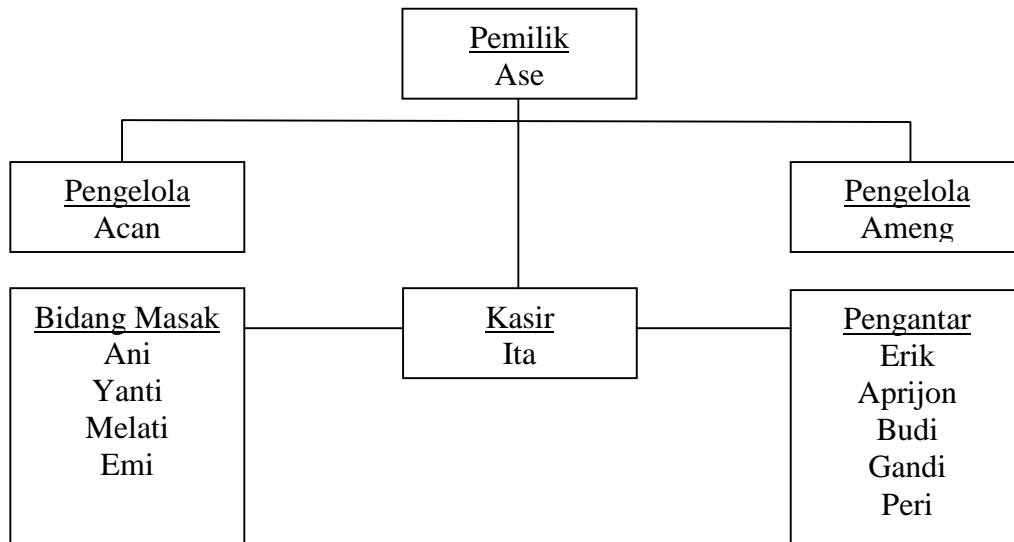 Pemilik
Ase
Pengelola
Acan
Pengelola
Ameng
Bidang Masak
Ani
Yanti
Melati
Emi
Kasir
Ita
Pengantar
Erik
Aprijon
Budi
Gandi
Peri